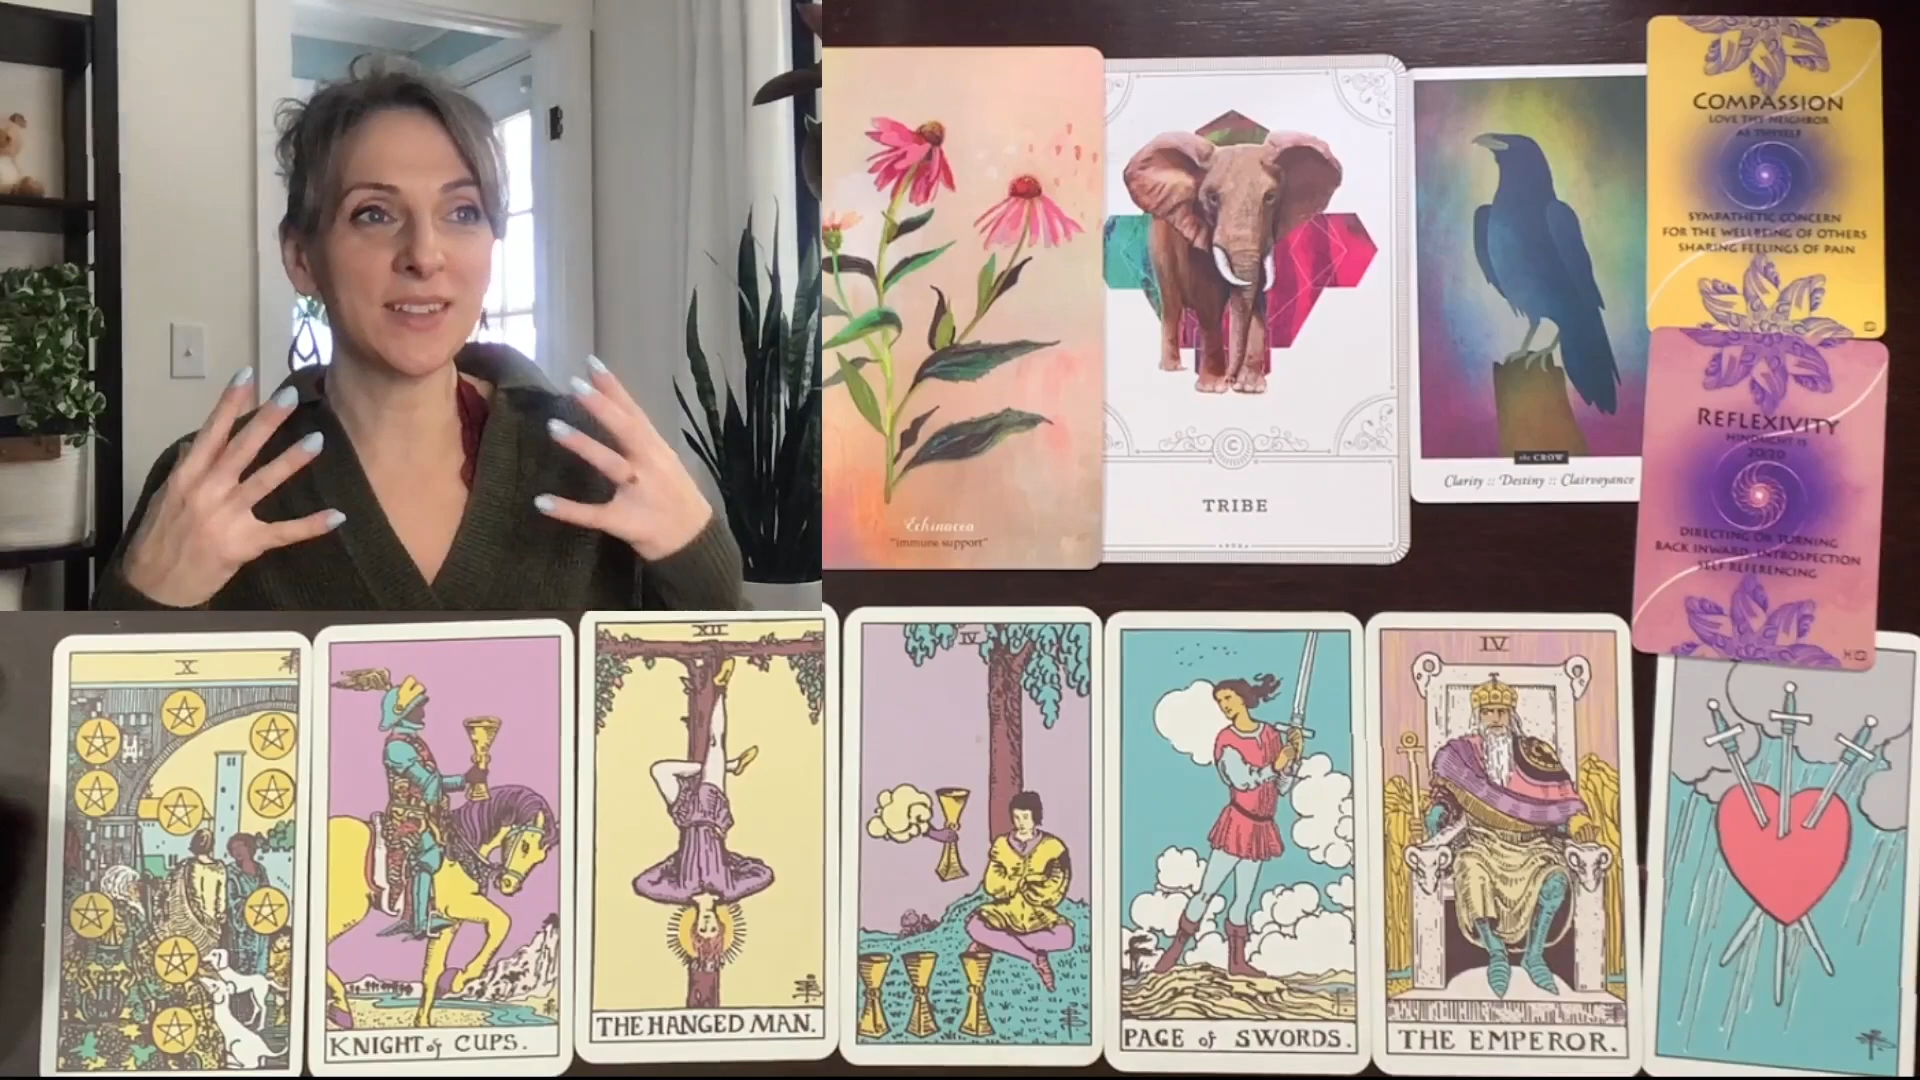 Echinacea
"immune support"
C
TRIBE
the CROW
Clarity :: Destiny :: Clairvoyance
COMPASSION
LOVE THY NEIGHBOR
AS THYSELF
SYMPATHETIC CONCERN
FOR THE WELLBEING OF OTHERS
SHARING FEELINGS OF PAIN
REFLEXIVITY
HINDSIGHT IS
20/20
DIRECTING OR TURNING
BACK INWARD, INTROSPECTION
SELF REFERENCING
X
KNIGHT of CUPS.
XII
THE HANGED MAN.
IV
PAGE of SWORDS.
IV
THE EMPEROR.